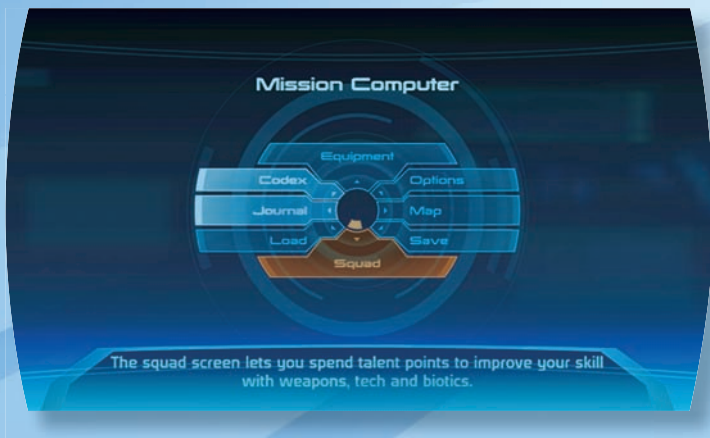 Mission Computer
Equipment
Codex
Options
Journal
Map
Load
Save
Squad
The squad screen lets you spend talent points to improve your skill
with weapons, tech and biotics.